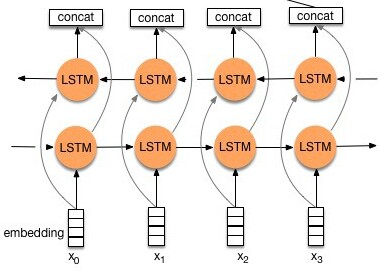 concat concat concat concat
LSTM LSTM LSTM LSTM
LSTM LSTM LSTM LSTM
embedding
x0 x1 x2 x3